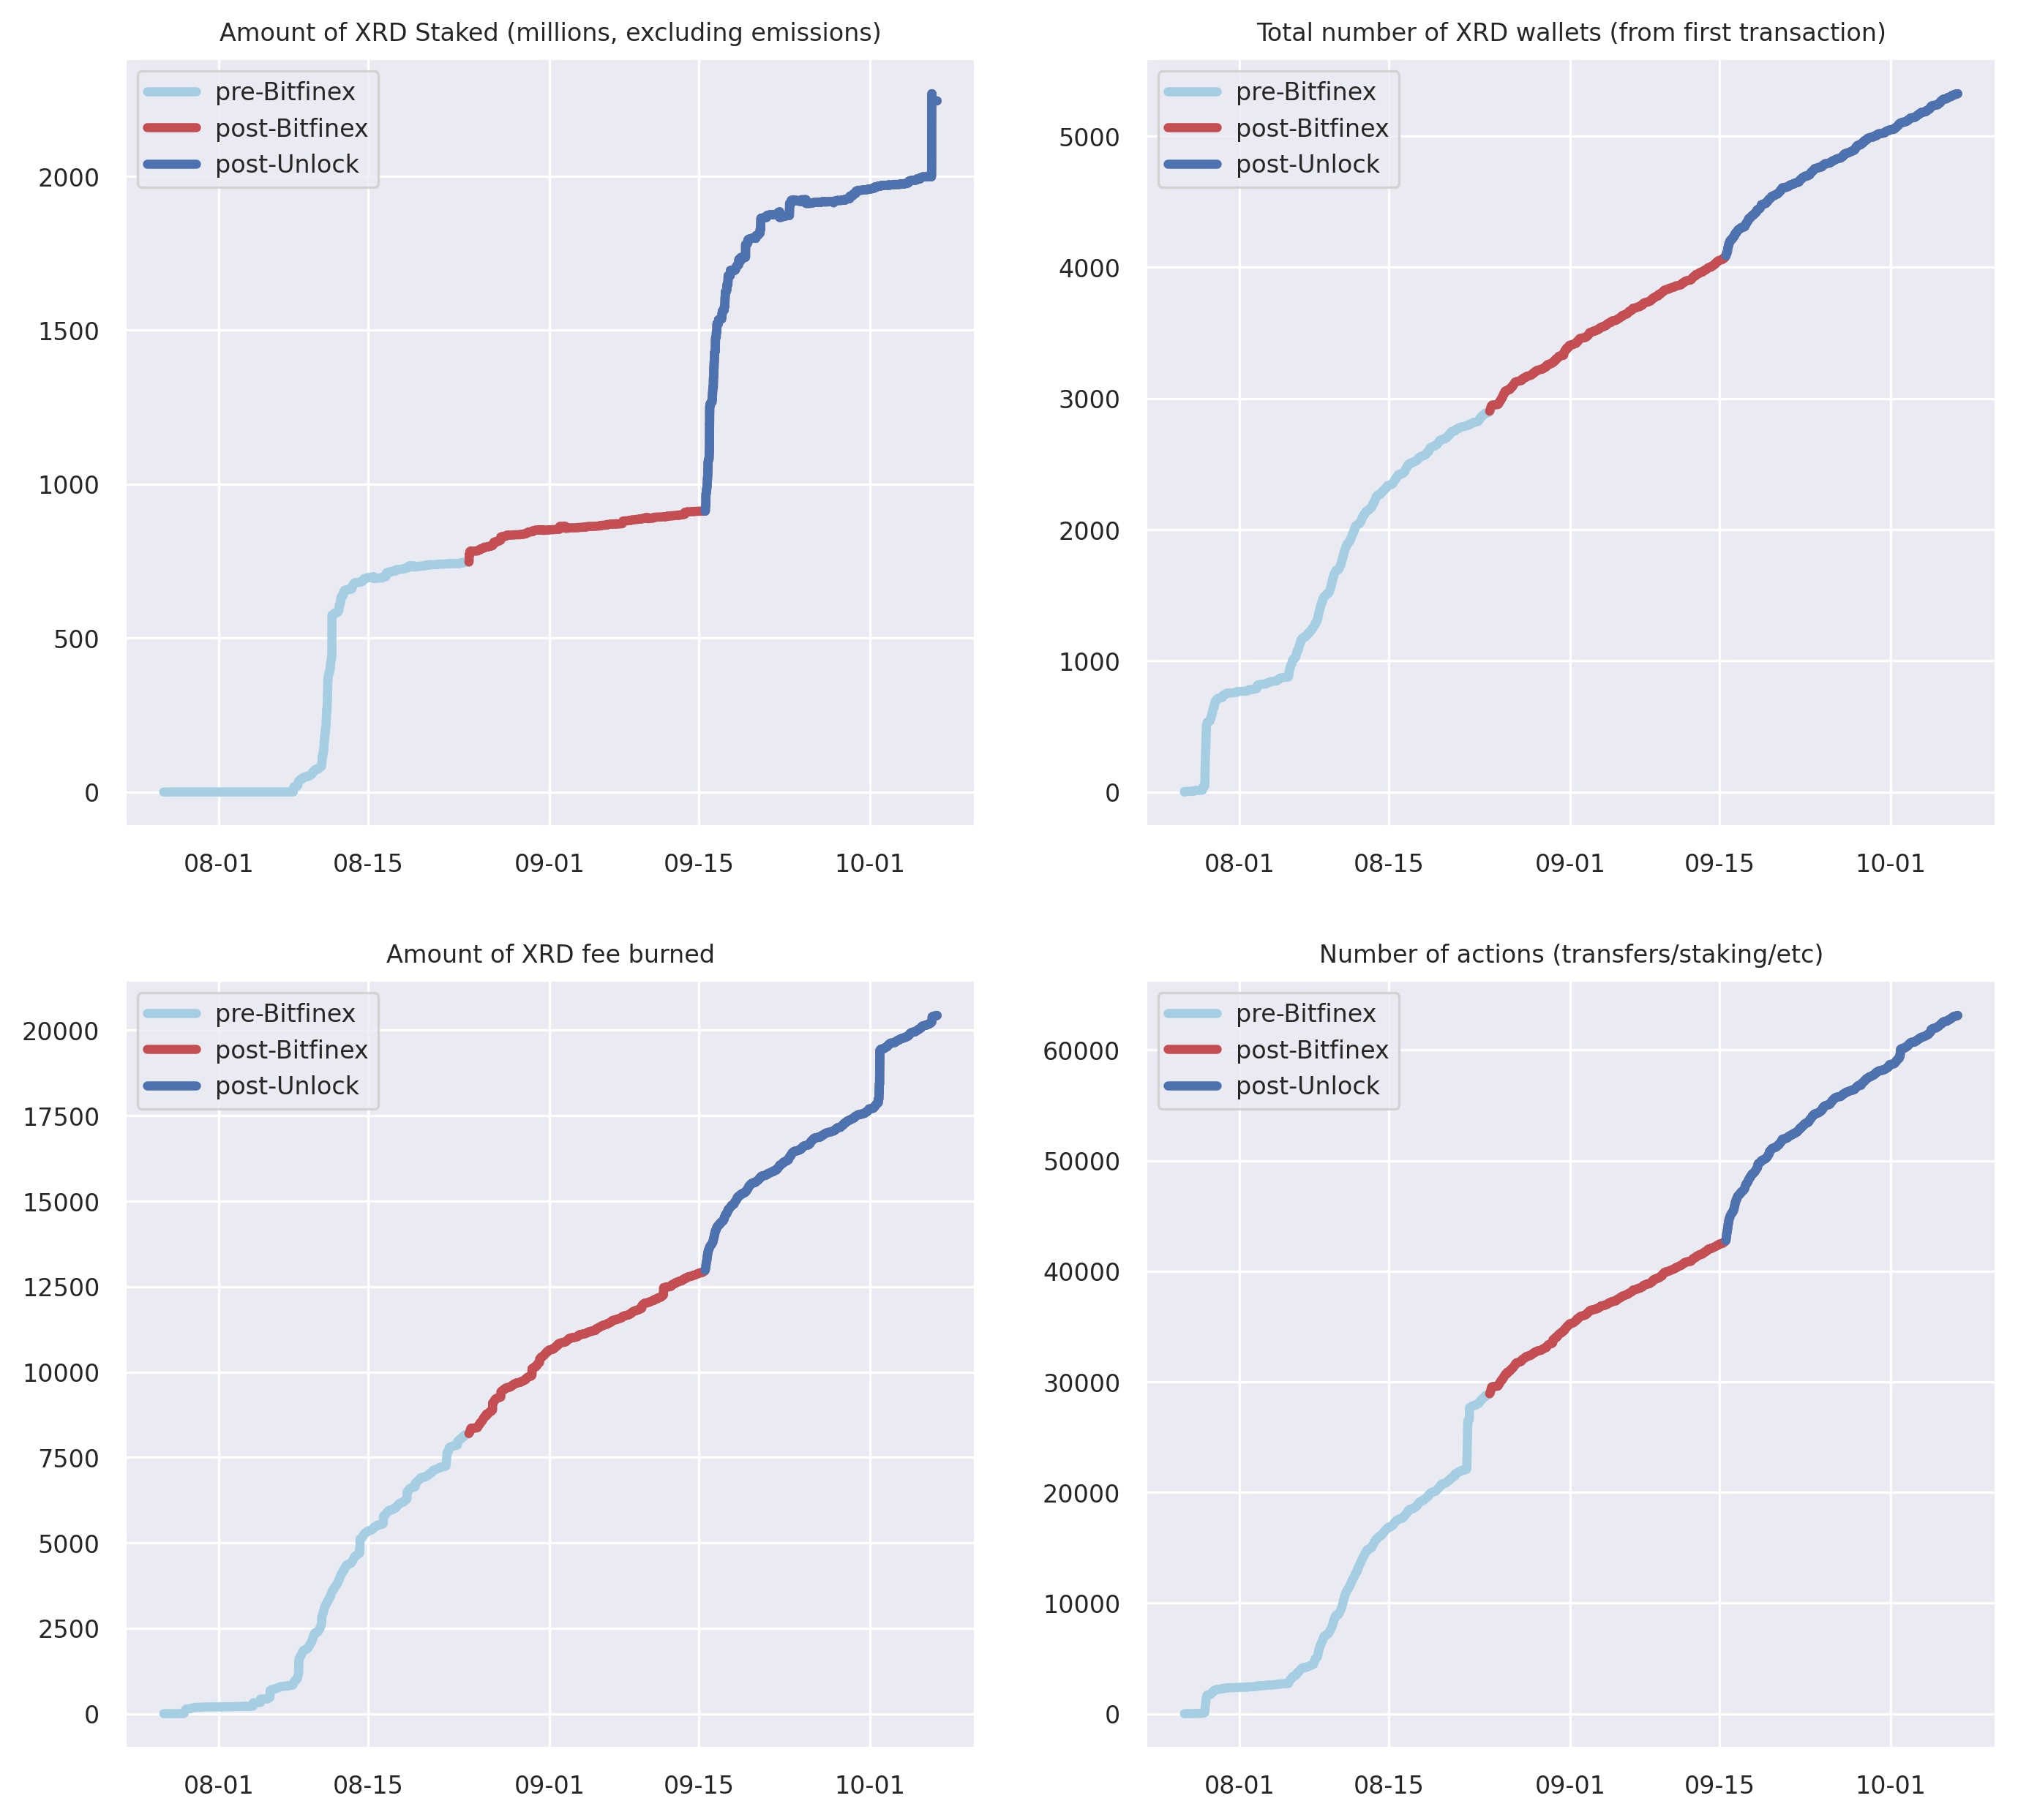 Amount of XRD Staked (millions, excluding emissions)
pre-Bitfinex
post-Bitfinex
post-Unlock
2000
1500
1000
500
0
08-01 08-15 09-01 09-15 10-01
Total number of XRD wallets (from first transaction)
pre-Bitfinex
post-Bitfinex
post-Unlock
5000
4000
3000
2000
1000
0
08-01 08-15 09-01 09-15 10-01
Amount of XRD fee burned
pre-Bitfinex
post-Bitfinex
post-Unlock
20000
17500
15000
12500
10000
7500
5000
2500
0
08-01 08-15 09-01 09-15 10-01
Number of actions (transfers/staking/etc)
pre-Bitfinex
post-Bitfinex
post-Unlock
60000
50000
40000
30000
20000
10000
0
08-01 08-15 09-01 09-15 10-01